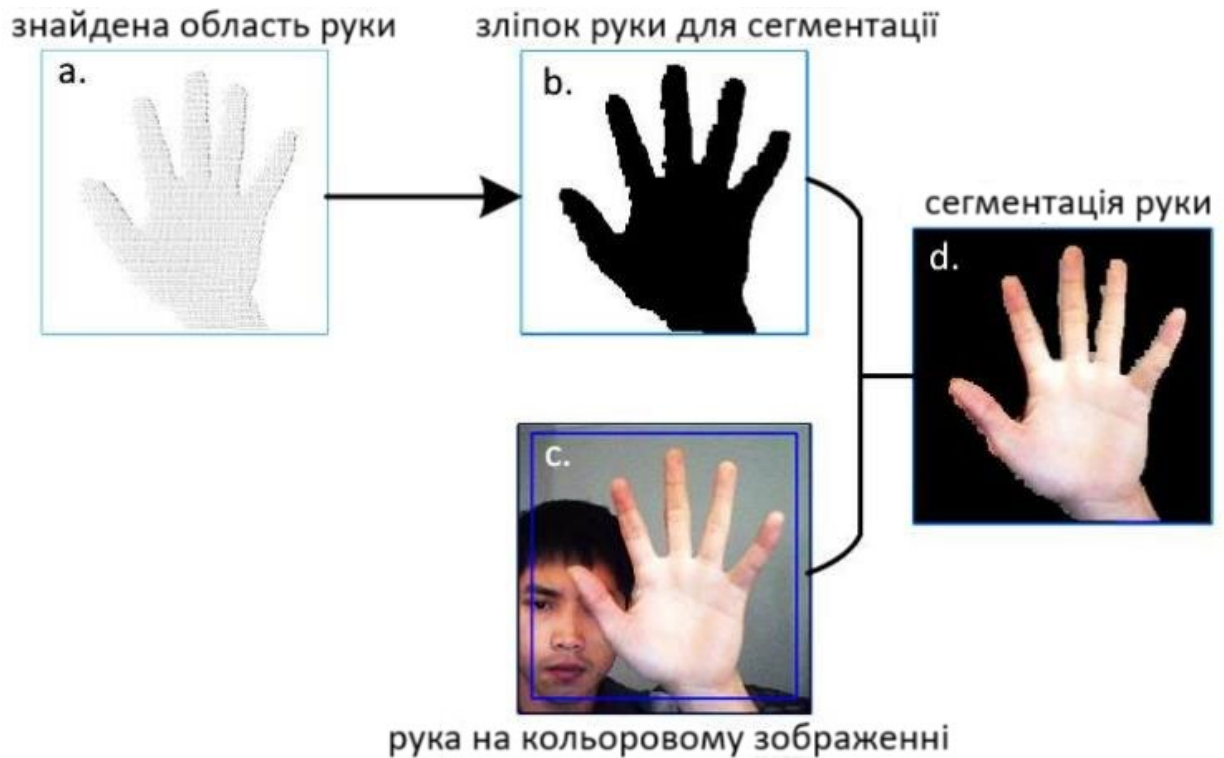 знайдена область руки
зліпок руки для сегментації
a.
b.
сегментація руки
d.
c.
рука на кольоровому зображенні